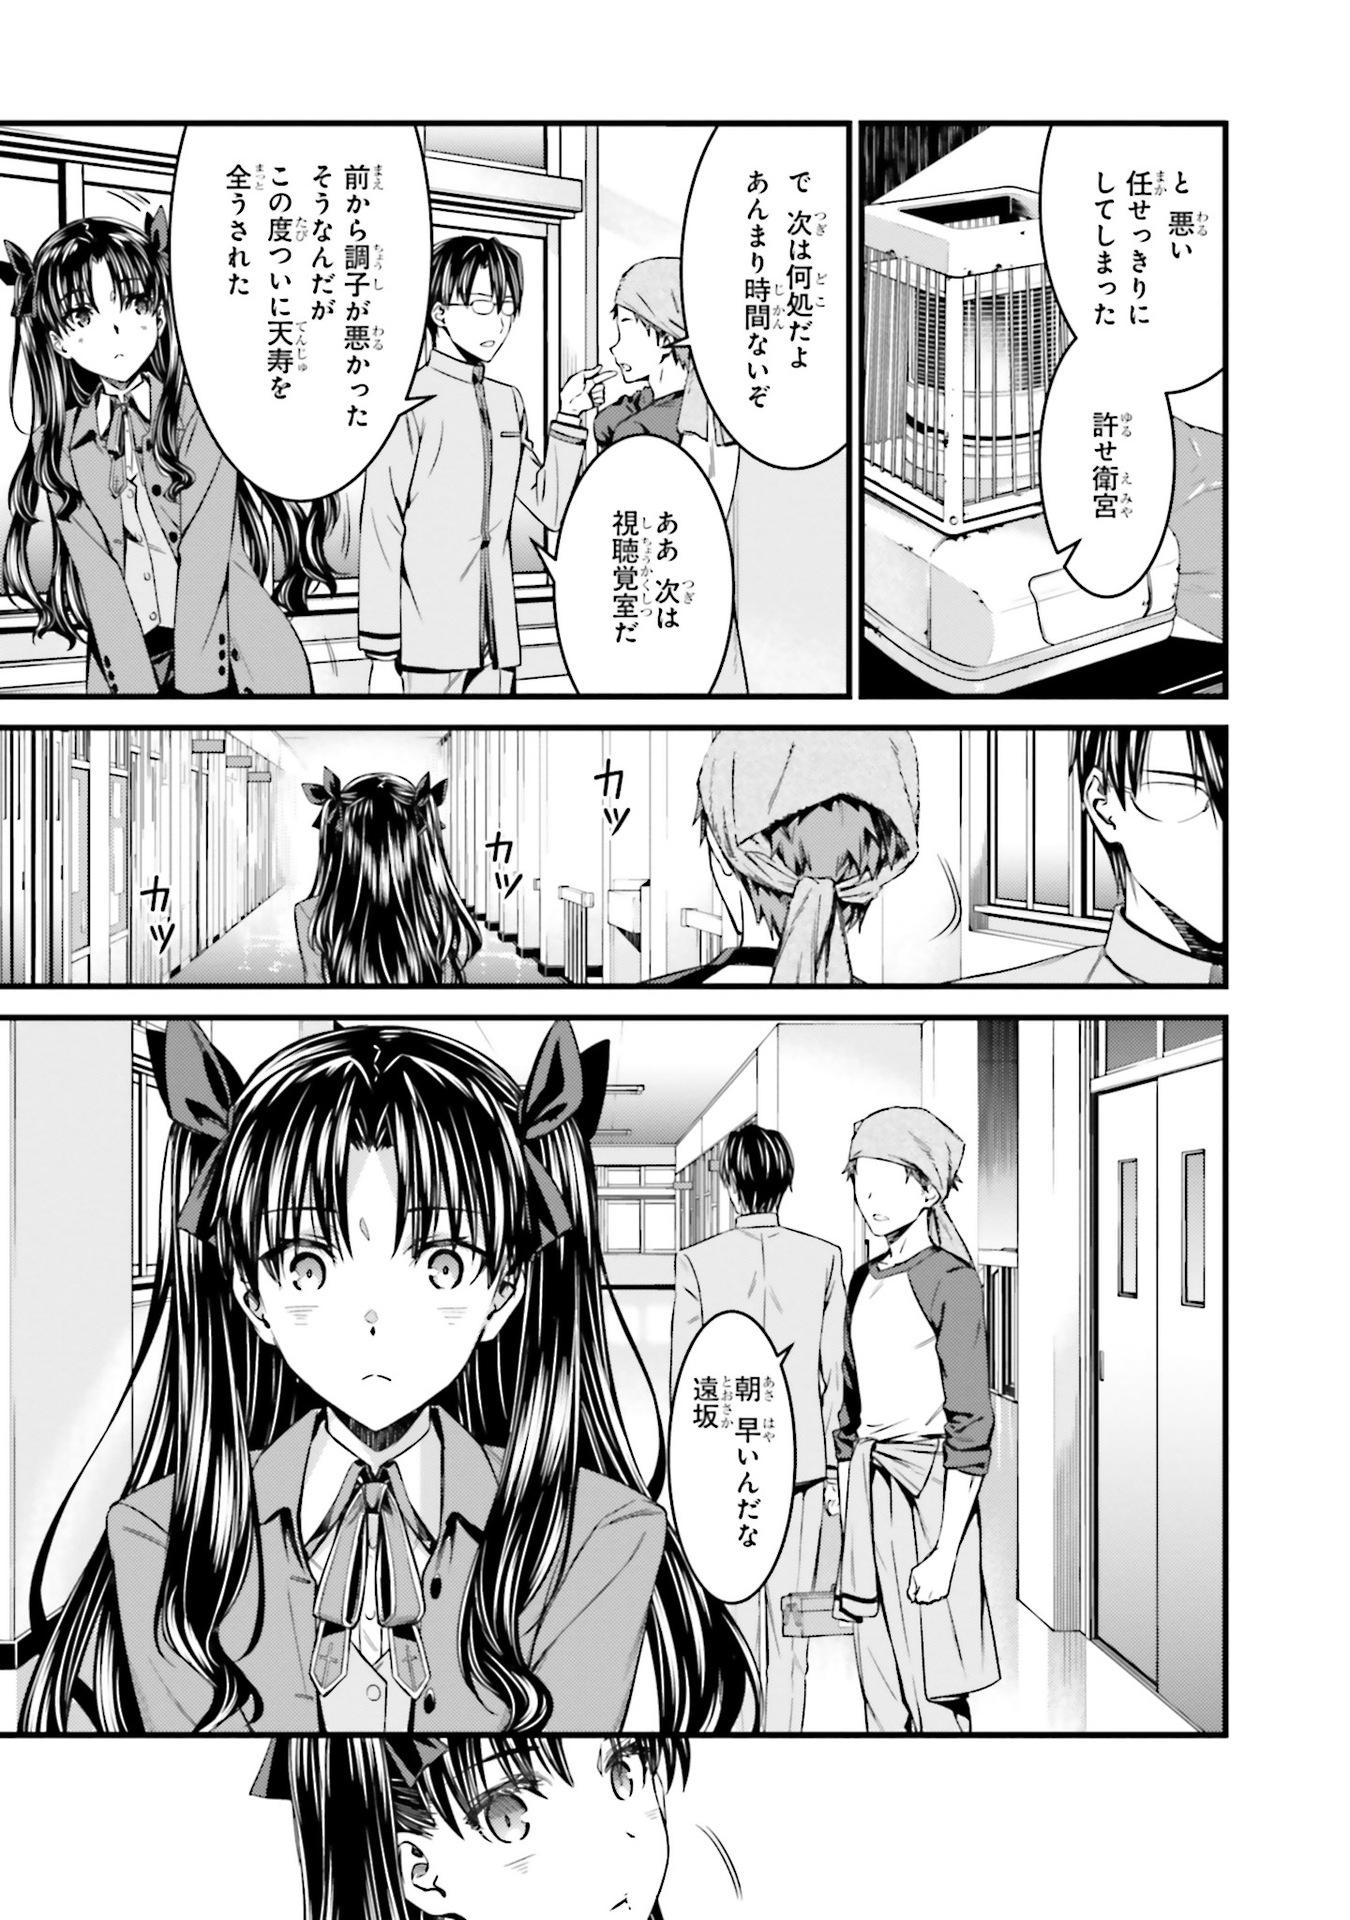 と 悪い
任せっきりに
してしまった
許せ衛宮
で 次は何処だよ
あんまり時間ないぞ
ああ 次は
視聴覚室だ
前から調子が悪かった
そうなんだが
この度ついに天寿を
全うされた
カッ
カッ
カッ
朝 早いんだな
遠坂